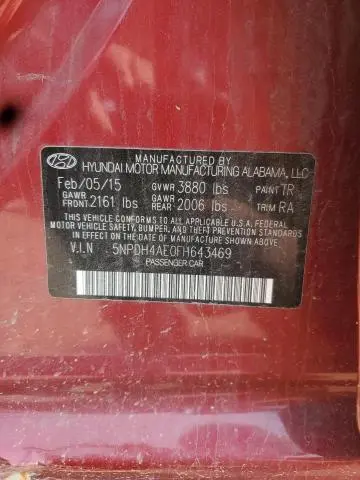 MANUFACTURED BY
HYUNDAI MOTOR MANUFACTURING ALABAMA, LLC
Feb/05/15 GVWR 3880 lbs PAINT TR
GAWR FRONT 2161 lbs GAWR REAR 2006 lbs TRIM RA
THIS VEHICLE CONFORMS TO ALL APPLICABLE U.S.A. FEDERAL
MOTOR VEHICLE SAFETY, BUMPER, AND THEFT PREVENTION STANDARDS
IN EFFECT ON THE DATE OF MANUFACTURE SHOWN ABOVE.
V.I.N 5NPDH4AE0FH643469
PASSENGER CAR